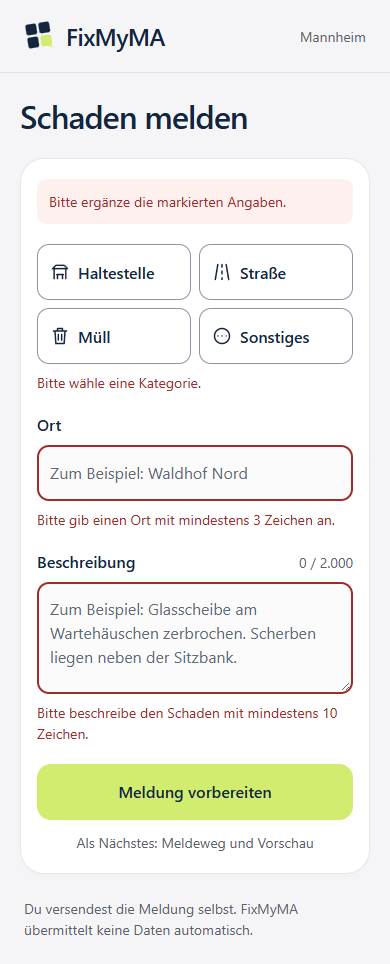 FixMyMA
Mannheim
Schaden melden
Bitte ergänze die markierten Angaben.
Haltestelle
Straße
Müll
Sonstiges
Bitte wähle eine Kategorie.
Ort
Zum Beispiel: Waldhof Nord
Bitte gib einen Ort mit mindestens 3 Zeichen an.
Beschreibung
0 / 2.000
Zum Beispiel: Glasscheibe am
Wartehäuschen zerbrochen. Scherben
liegen neben der Sitzbank.
Bitte beschreibe den Schaden mit mindestens 10
Zeichen.
Meldung vorbereiten
Als Nächstes: Meldeweg und Vorschau
Du versendest die Meldung selbst. FixMyMA
übermittelt keine Daten automatisch.